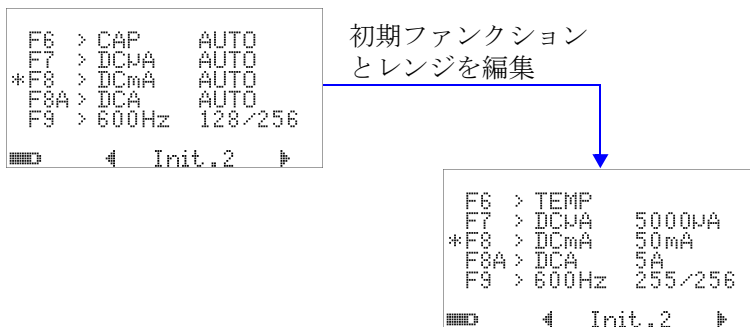 F6 > CAP AUTO
F7 > DCµA AUTO
*F8 > DCmA AUTO
F8A > DCA AUTO
F9 > 600Hz 128/256
Init.2
初期ファンクション
とレンジを編集
F6 > TEMP
F7 > DCµA 5000µA
*F8 > DCmA 50mA
F8A > DCA 5A
F9 > 600Hz 255/256
Init.2